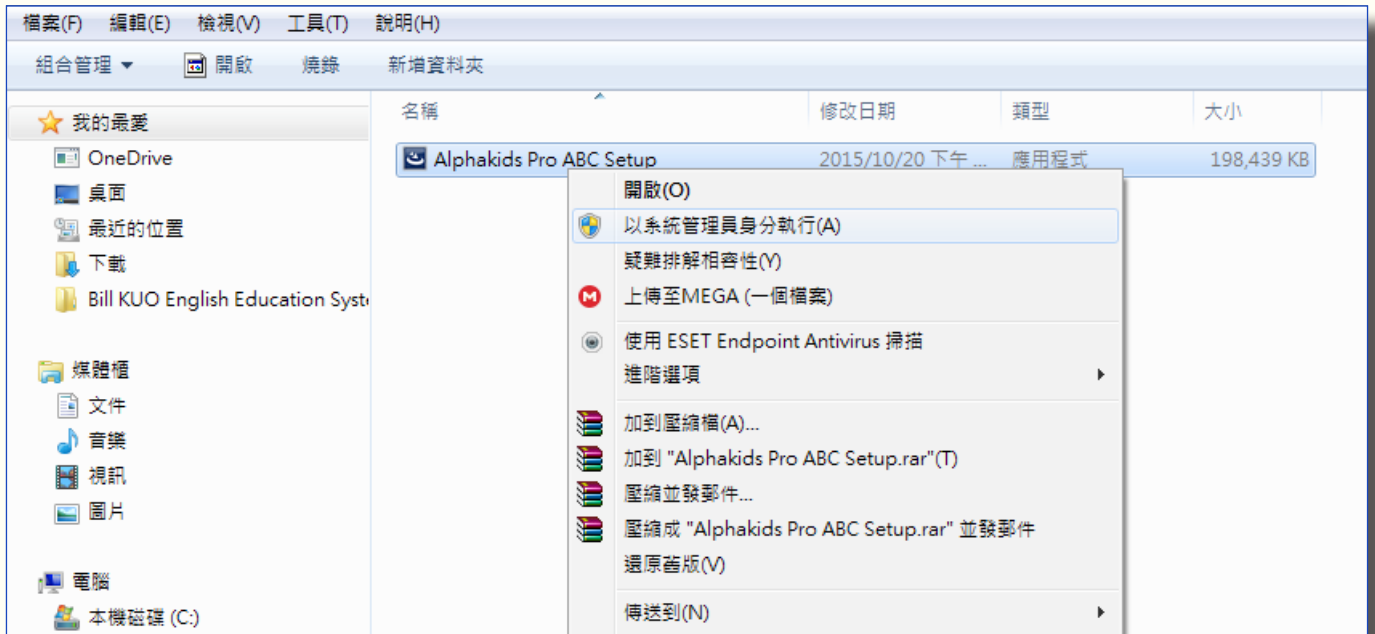 檔案(F) 編輯(E) 檢視(V) 工具(T) 說明(H)
組合管理 開啟 燒錄 新增資料夾
我的最愛
OneDrive
桌面
最近的位置
下載
Bill KUO English Education Syst
媒體櫃
文件
音樂
視訊
圖片
電腦
本機磁碟 (C:)
名稱 修改日期 類型 大小
Alphakids Pro ABC Setup 2015/10/20 下午 ... 應用程式 198,439 KB
開啟(O)
以系統管理員身分執行(A)
疑難排解相容性(Y)
上傳至MEGA (一個檔案)
使用 ESET Endpoint Antivirus 掃描
進階選項
加到壓縮檔(A)...
加到 "Alphakids Pro ABC Setup.rar"(T)
壓縮並發郵件...
壓縮成 "Alphakids Pro ABC Setup.rar" 並發郵件
還原舊版(V)
傳送到(N)